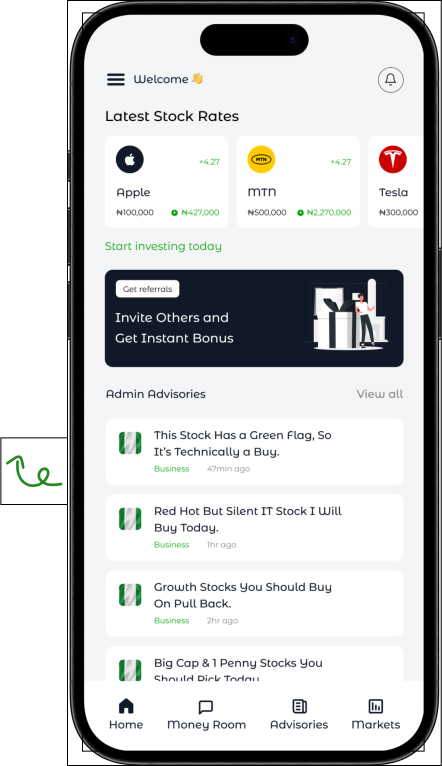 Welcome 👋
Latest Stock Rates
+4.27
MTN
+4.27
Apple
MTN
Tesla
₦100,000
₦427,000
₦500,000
₦2,270,000
₦300,000
Start investing today
Get referrals
Invite Others and
Get Instant Bonus
Admin Advisories
View all
This Stock Has a Green Flag, So
It's Technically a Buy.
Business 47min ago
Red Hot But Silent IT Stock I Will
Buy Today.
Business 1hr ago
Growth Stocks You Should Buy
On Pull Back.
Business 2hr ago
Big Cap & 1 Penny Stocks You
Should Pick Today
Home
Money Room
Advisories
Markets